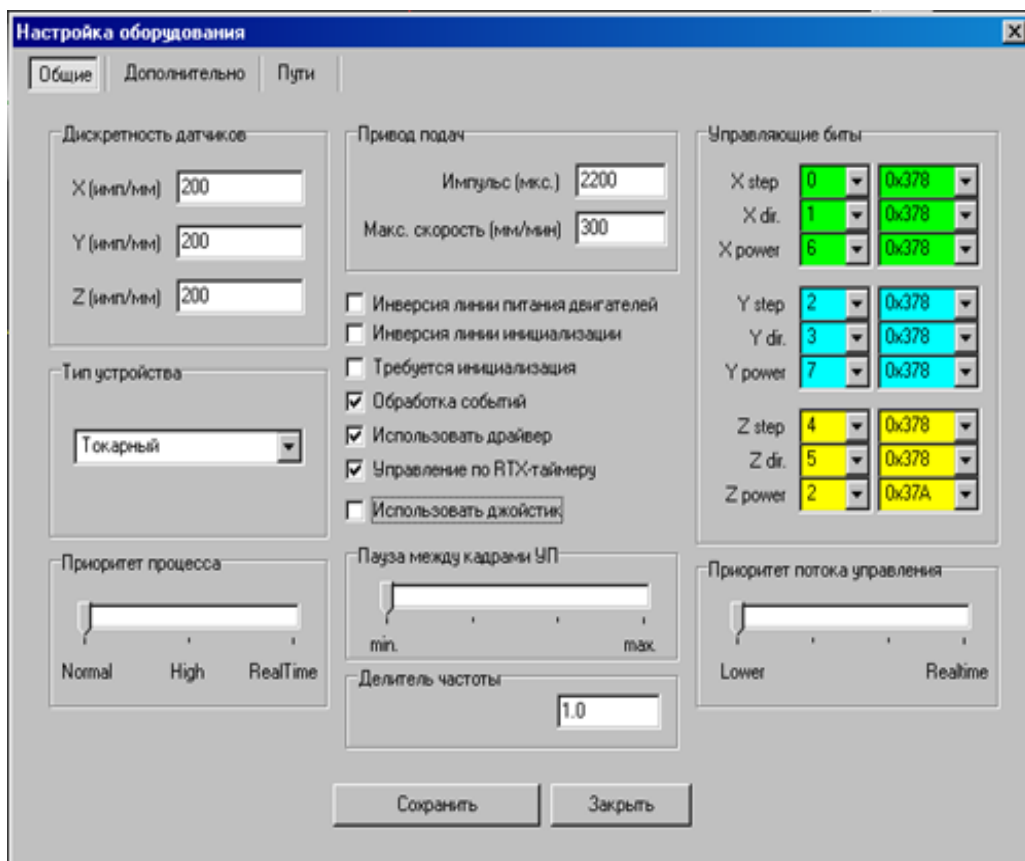 Настройка оборудования
Общие
Дополнительно
Пути
Дискретность датчиков
X (имп/мм) 200
Y (имп/мм) 200
Z (имп/мм) 200
Тип устройства
Токарный
Приоритет процесса
Normal High RealTime
Привод подач
Импульс (мкс.) 2200
Макс. скорость (мм/мин) 300
Инверсия линии питания двигателей
Инверсия линии инициализации
Требуется инициализация
Обработка событий
Использовать драйвер
Управление по RTX-таймеру
Использовать джойстик
Пауза между кадрами УП
min. max.
Делитель частоты
1.0
Управляющие биты
X step 0 0x378
X dir. 1 0x378
X power 6 0x378
Y step 2 0x378
Y dir. 3 0x378
Y power 7 0x378
Z step 4 0x378
Z dir. 5 0x378
Z power 2 0x37A
Приоритет потока управления
Lower Realtime
Сохранить
Закрыть